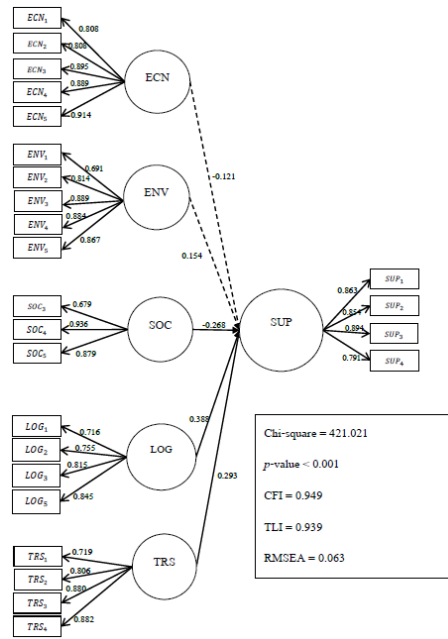 ECN₁
0.808
ECN₂
0.808
ECN₃
0.895
ECN₄
0.889
ECN₅
0.914
ECN
-0.121
ENV₁
0.691
ENV₂
0.814
ENV₃
0.889
ENV₄
0.884
ENV₅
0.867
ENV
0.154
SOC₃
0.679
SOC₄
0.936
SOC₅
0.879
SOC
-0.268
SUP
0.863
SUP₁
0.854
SUP₂
0.894
SUP₃
0.791
SUP₄
LOG₁
0.716
LOG₂
0.755
LOG₃
0.815
LOG₅
0.845
LOG
0.388
TRS₁
0.719
TRS₂
0.806
TRS₃
0.880
TRS₄
0.882
TRS
0.293
Chi-square = 421.021
p-value < 0.001
CFI = 0.949
TLI = 0.939
RMSEA = 0.063